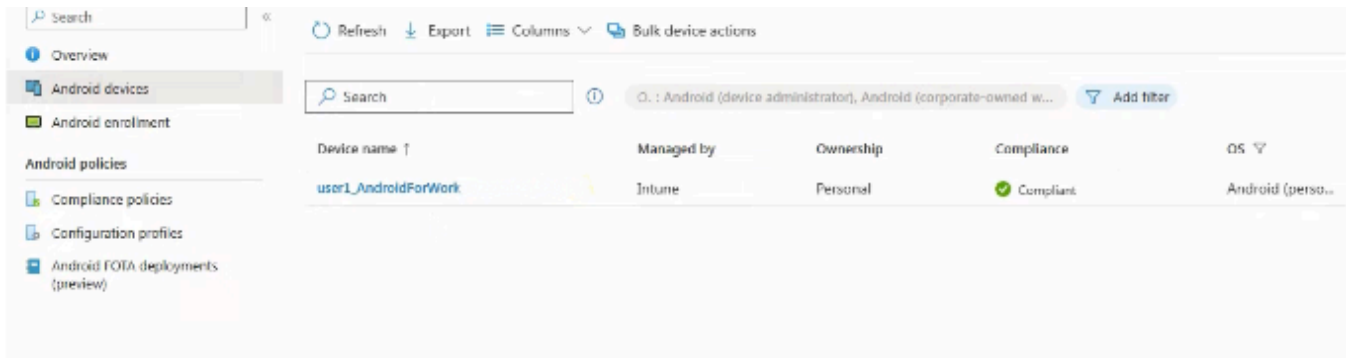 Search
Overview
Android devices
Android enrollment
Android policies
Compliance policies
Configuration profiles
Android FOTA deployments
(preview)
Refresh Export Columns Bulk device actions
Search O. : Android (device administrator), Android (corporate-owned w... Add filter
Device name ↑ Managed by Ownership Compliance OS
user1_AndroidForWork Intune Personal Compliant Android (perso...